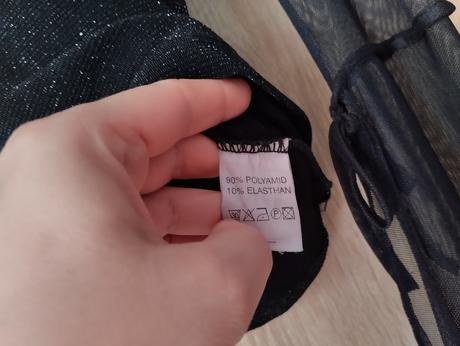 90% POLYAMID
10% ELASTHAN